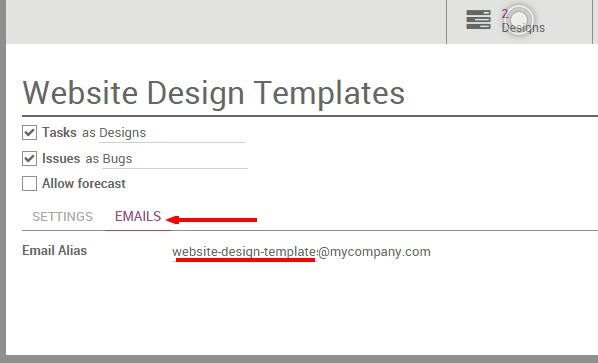 2
Designs
Website Design Templates
Tasks as Designs
Issues as Bugs
Allow forecast
SETTINGS EMAILS
Email Alias website-design-templates@mycompany.com